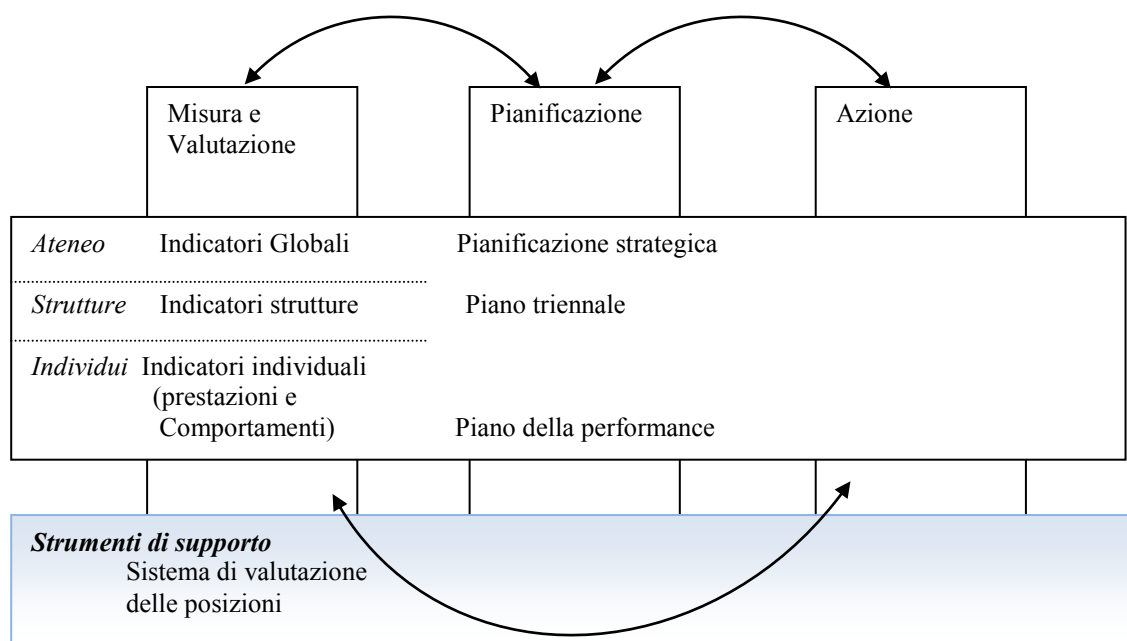 Misura e
Valutazione
Pianificazione
Azione
Ateneo Indicatori Globali Pianificazione strategica
Strutture Indicatori strutture Piano triennale
Individui Indicatori individuali
(prestazioni e
Comportamenti) Piano della performance
Strumenti di supporto
Sistema di valutazione
delle posizioni